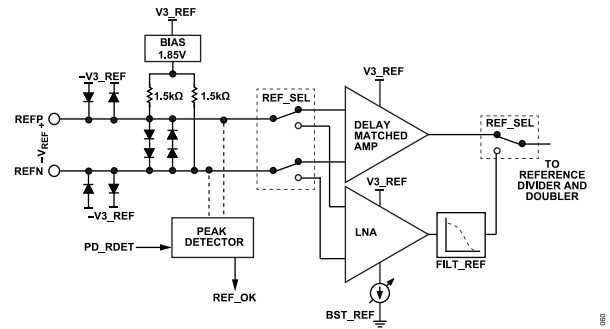 V3_REF
BIAS
1.85V
–V3_REF
V3_REF
1.5kΩ
1.5kΩ
REF_SEL
REF_SEL
REFP
+
VREF
–
REFN
DELAY
MATCHED
AMP
TO
REFERENCE
DIVIDER AND
DOUBLER
–V3_REF
V3_REF
LNA
PEAK
DETECTOR
PD_RDET
FILT_REF
REF_OK
BST_REF
060